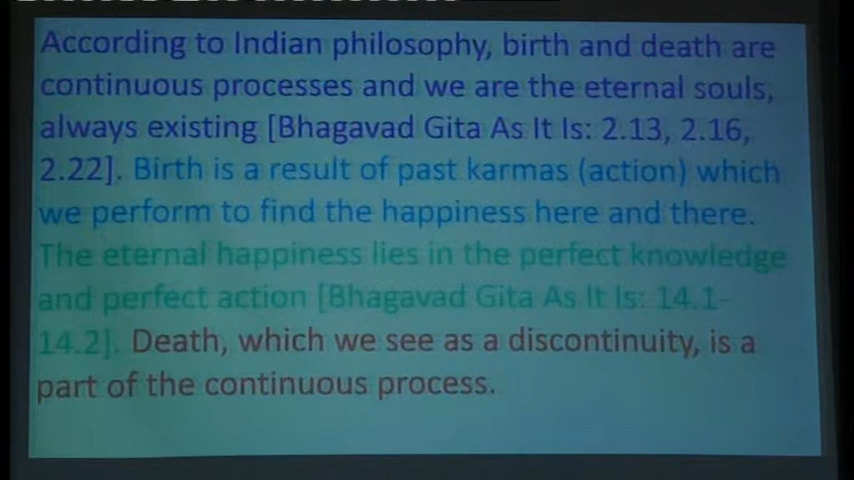 According to Indian philosophy, birth and death are
continuous processes and we are the eternal souls,
always existing [Bhagavad Gita As It Is: 2.13, 2.16,
2.22]. Birth is a result of past karmas (action) which
we perform to find the happiness here and there.
The eternal happiness lies in the perfect knowledge
and perfect action [Bhagavad Gita As It Is: 14.1-
14.2]. Death, which we see as a discontinuity, is a
part of the continuous process.